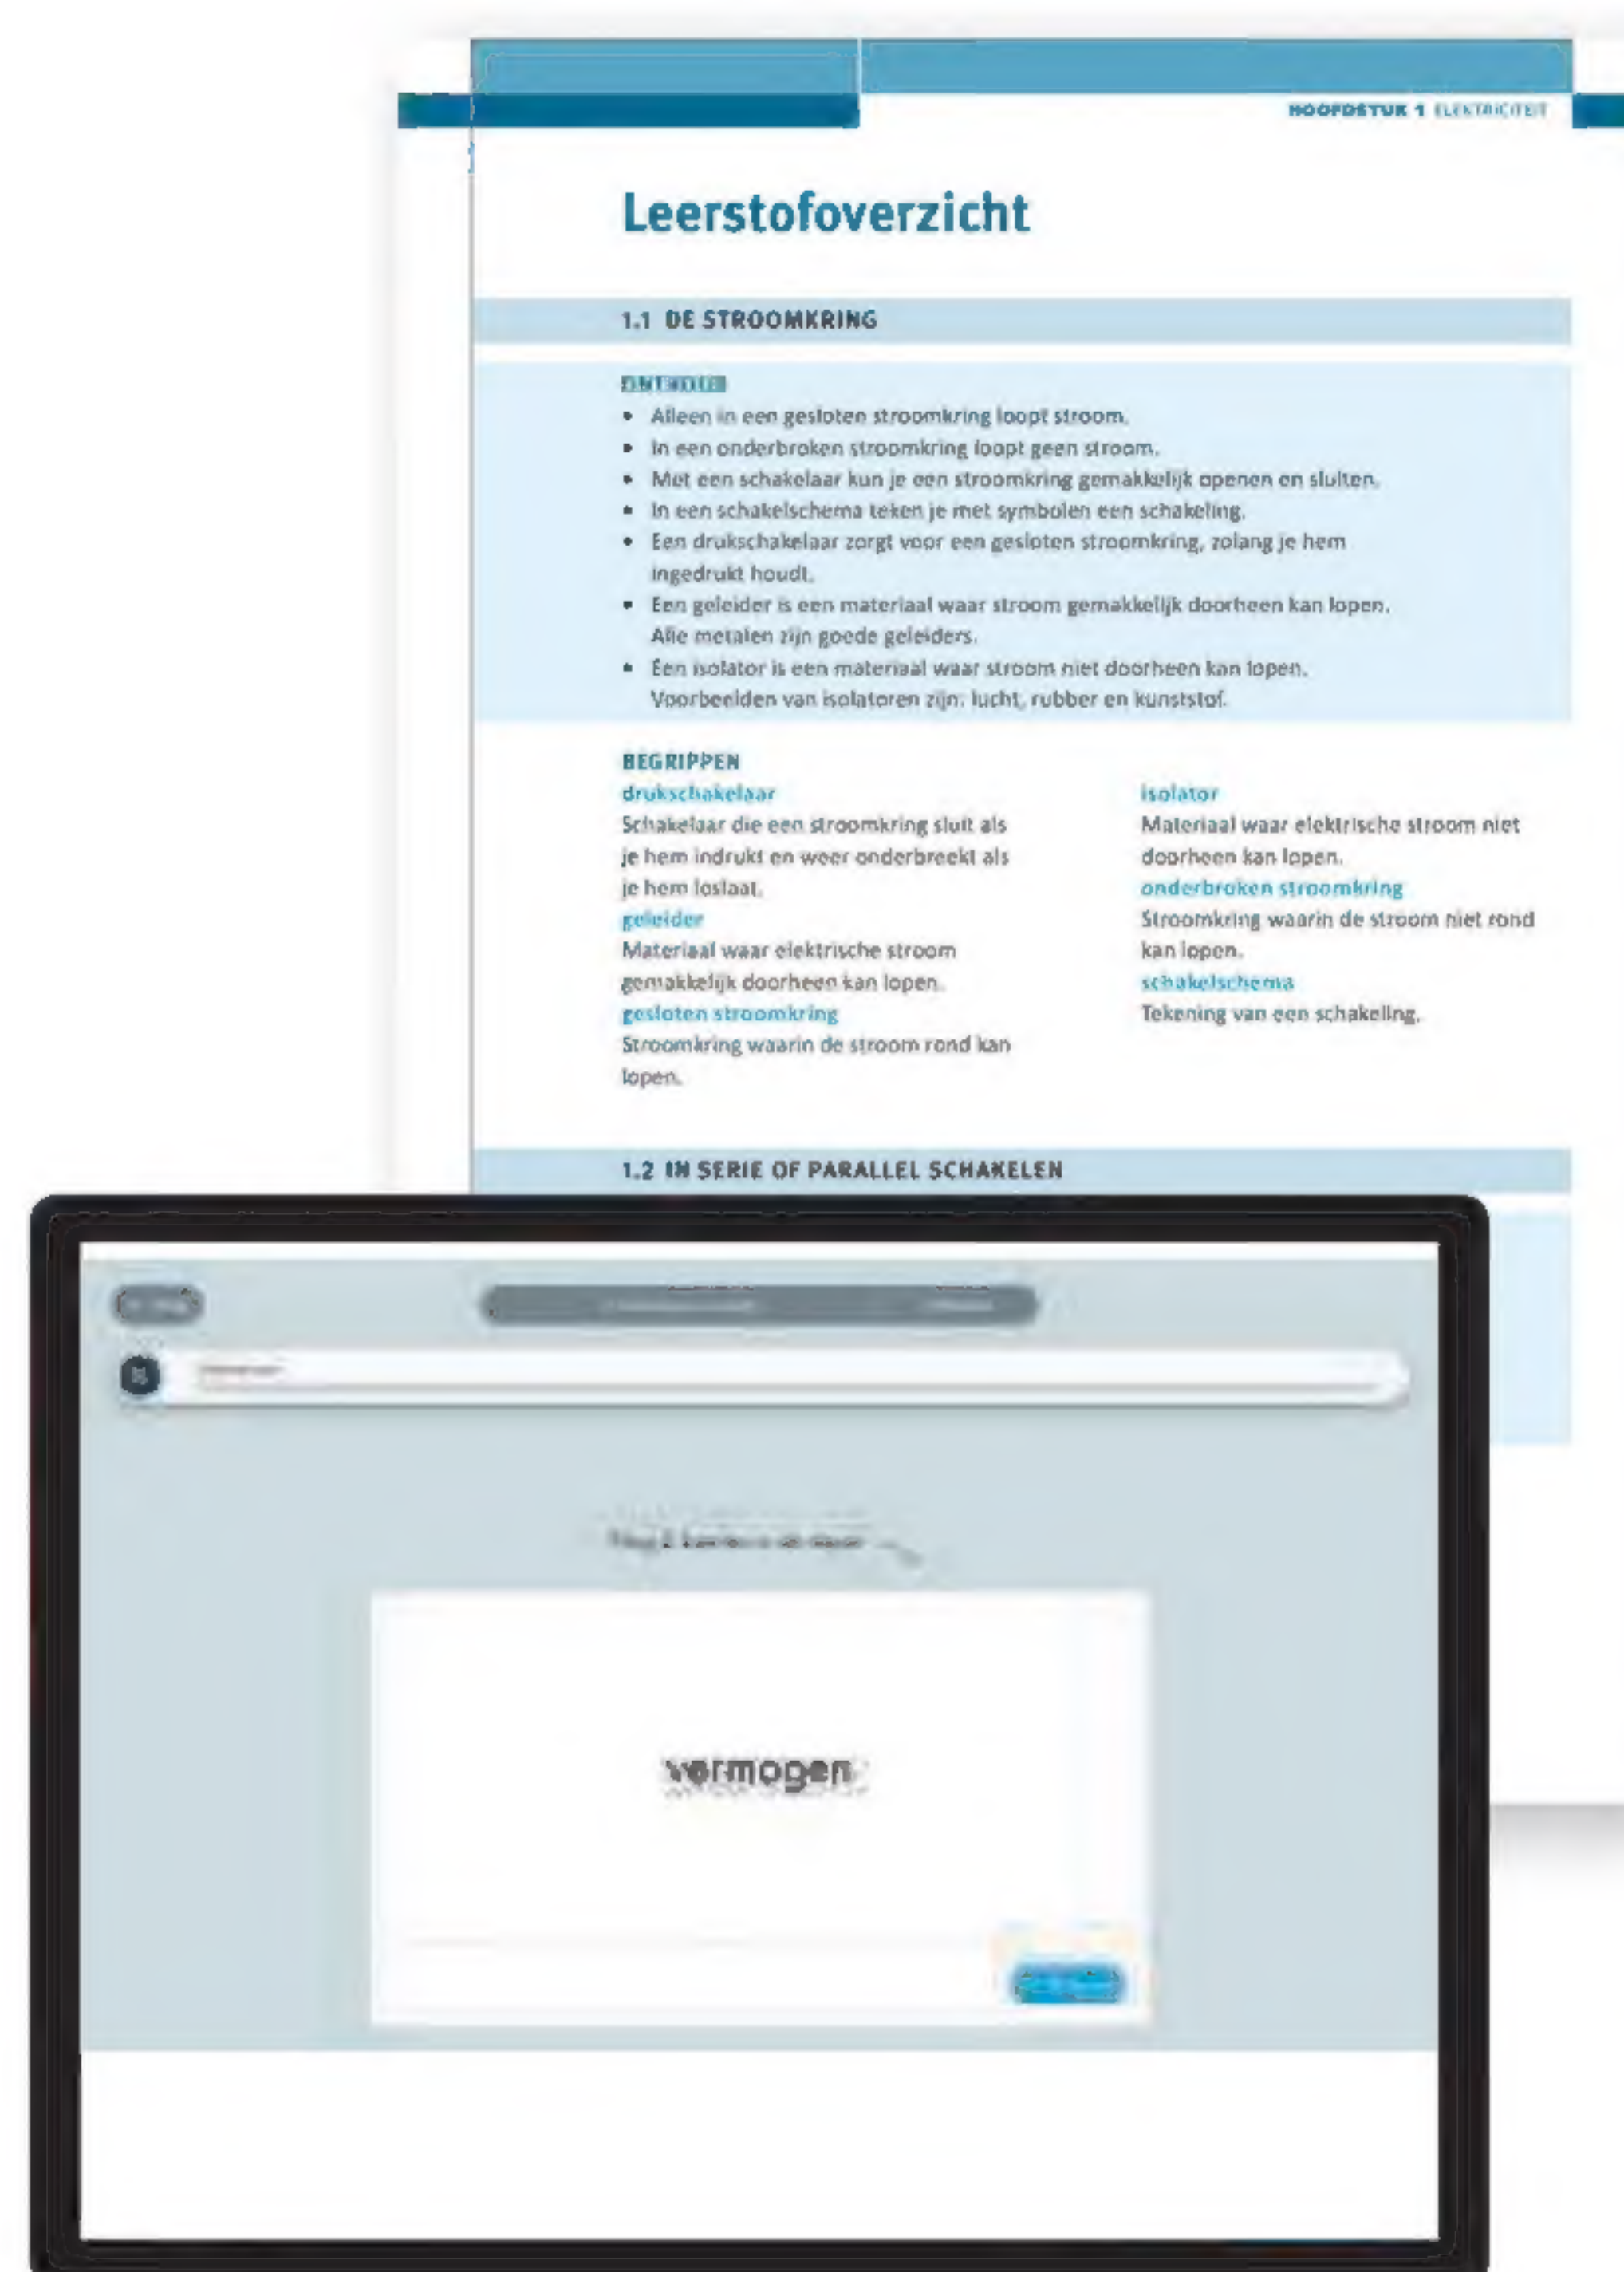 HOOFDSTUK 1 ELEKTRICITEIT
Leerstofoverzicht
1.1 DE STROOMKRING
ONTHOUD
• Alleen in een gesloten stroomkring loopt stroom.
• In een onderbroken stroomkring loopt geen stroom.
• Met een schakelaar kun je een stroomkring gemakkelijk openen en sluiten.
• In een schakelschema teken je met symbolen een schakeling.
• Een drukschakelaar zorgt voor een gesloten stroomkring, zolang je hem
ingedrukt houdt.
• Een geleider is een materiaal waar stroom gemakkelijk doorheen kan lopen.
Alle metalen zijn goede geleiders.
• Een isolator is een materiaal waar stroom niet doorheen kan lopen.
Voorbeelden van isolatoren zijn: lucht, rubber en kunststof.
BEGRIPPEN
drukschakelaar
Schakelaar die een stroomkring sluit als
je hem indrukt en weer onderbreekt als
je hem loslaat.
geleider
Materiaal waar elektrische stroom
gemakkelijk doorheen kan lopen.
gesloten stroomkring
Stroomkring waarin de stroom rond kan
lopen.
isolator
Materiaal waar elektrische stroom niet
doorheen kan lopen.
onderbroken stroomkring
Stroomkring waarin de stroom niet rond
kan lopen.
schakelschema
Tekening van een schakeling.
1.2 IN SERIE OF PARALLEL SCHAKELEN
vermogen